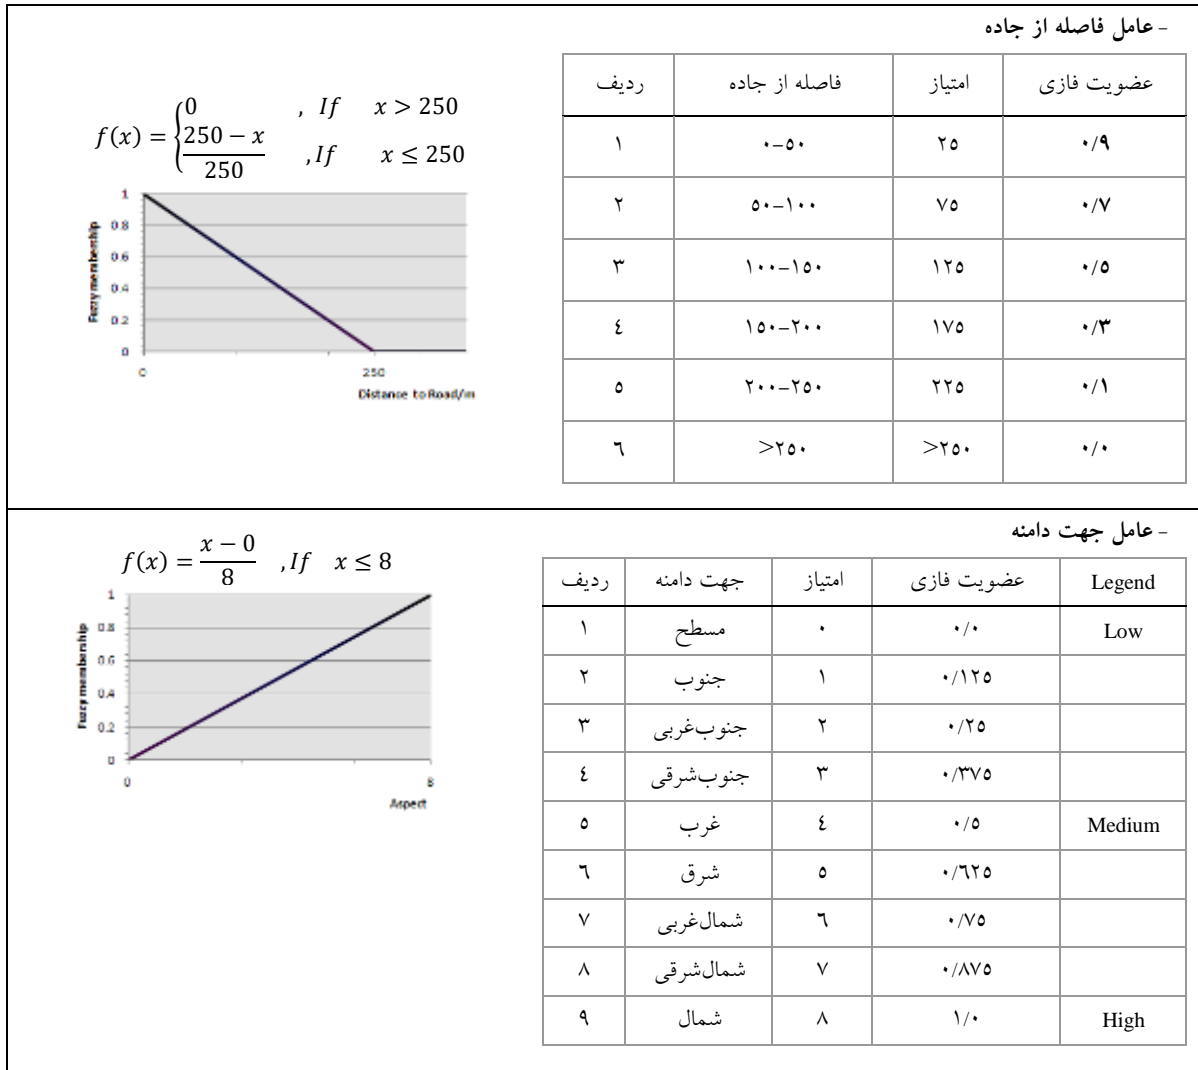 - عامل فاصله از جاده
f(x) = {0 , If x > 250
250 − x / 250 , If x ≤ 250
1
0.8
0.6
0.4
0.2
0
Fuzzy membership
0 250
Distance to Road/m
ردیف فاصله از جاده امتیاز عضویت فازی
۱ ۰–۵۰ ۲۵ ۰/۹
۲ ۵۰–۱۰۰ ۷۵ ۰/۷
۳ ۱۰۰–۱۵۰ ۱۲۵ ۰/۵
٤ ۱۵۰–۲۰۰ ۱۷۵ ۰/۳
۵ ۲۰۰–۲۵۰ ۲۲۵ ۰/۱
٦ >۲۵۰ >۲۵۰ ۰/۰
- عامل جهت دامنه
f(x) = x − 0 / 8 , If x ≤ 8
1
0.8
0.6
0.4
0.2
0
Fuzzy membership
0 8
Aspect
ردیف جهت دامنه امتیاز عضویت فازی Legend
۱ مسطح ۰ ۰/۰ Low
۲ جنوب ۱ ۰/۱۲۵
۳ جنوب‌غربی ۲ ۰/۲۵
٤ جنوب‌شرقی ۳ ۰/۳۷۵
۵ غرب ٤ ۰/۵ Medium
٦ شرق ۵ ۰/٦۲۵
۷ شمال‌غربی ٦ ۰/۷۵
۸ شمال‌شرقی ۷ ۰/۸۷۵
۹ شمال ۸ ۱/۰ High